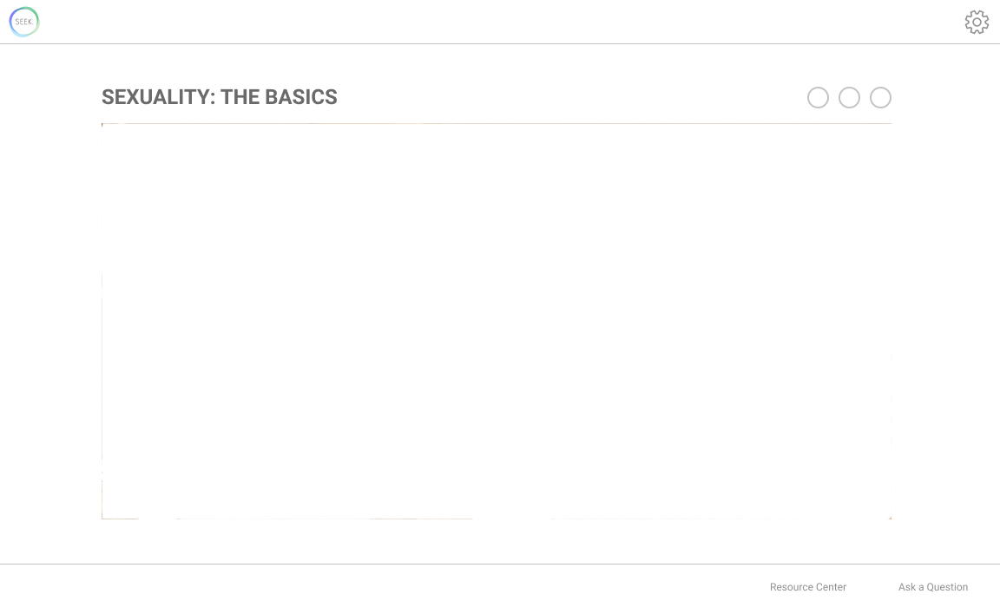 SEEK.
SEXUALITY: THE BASICS
Resource Center
Ask a Question